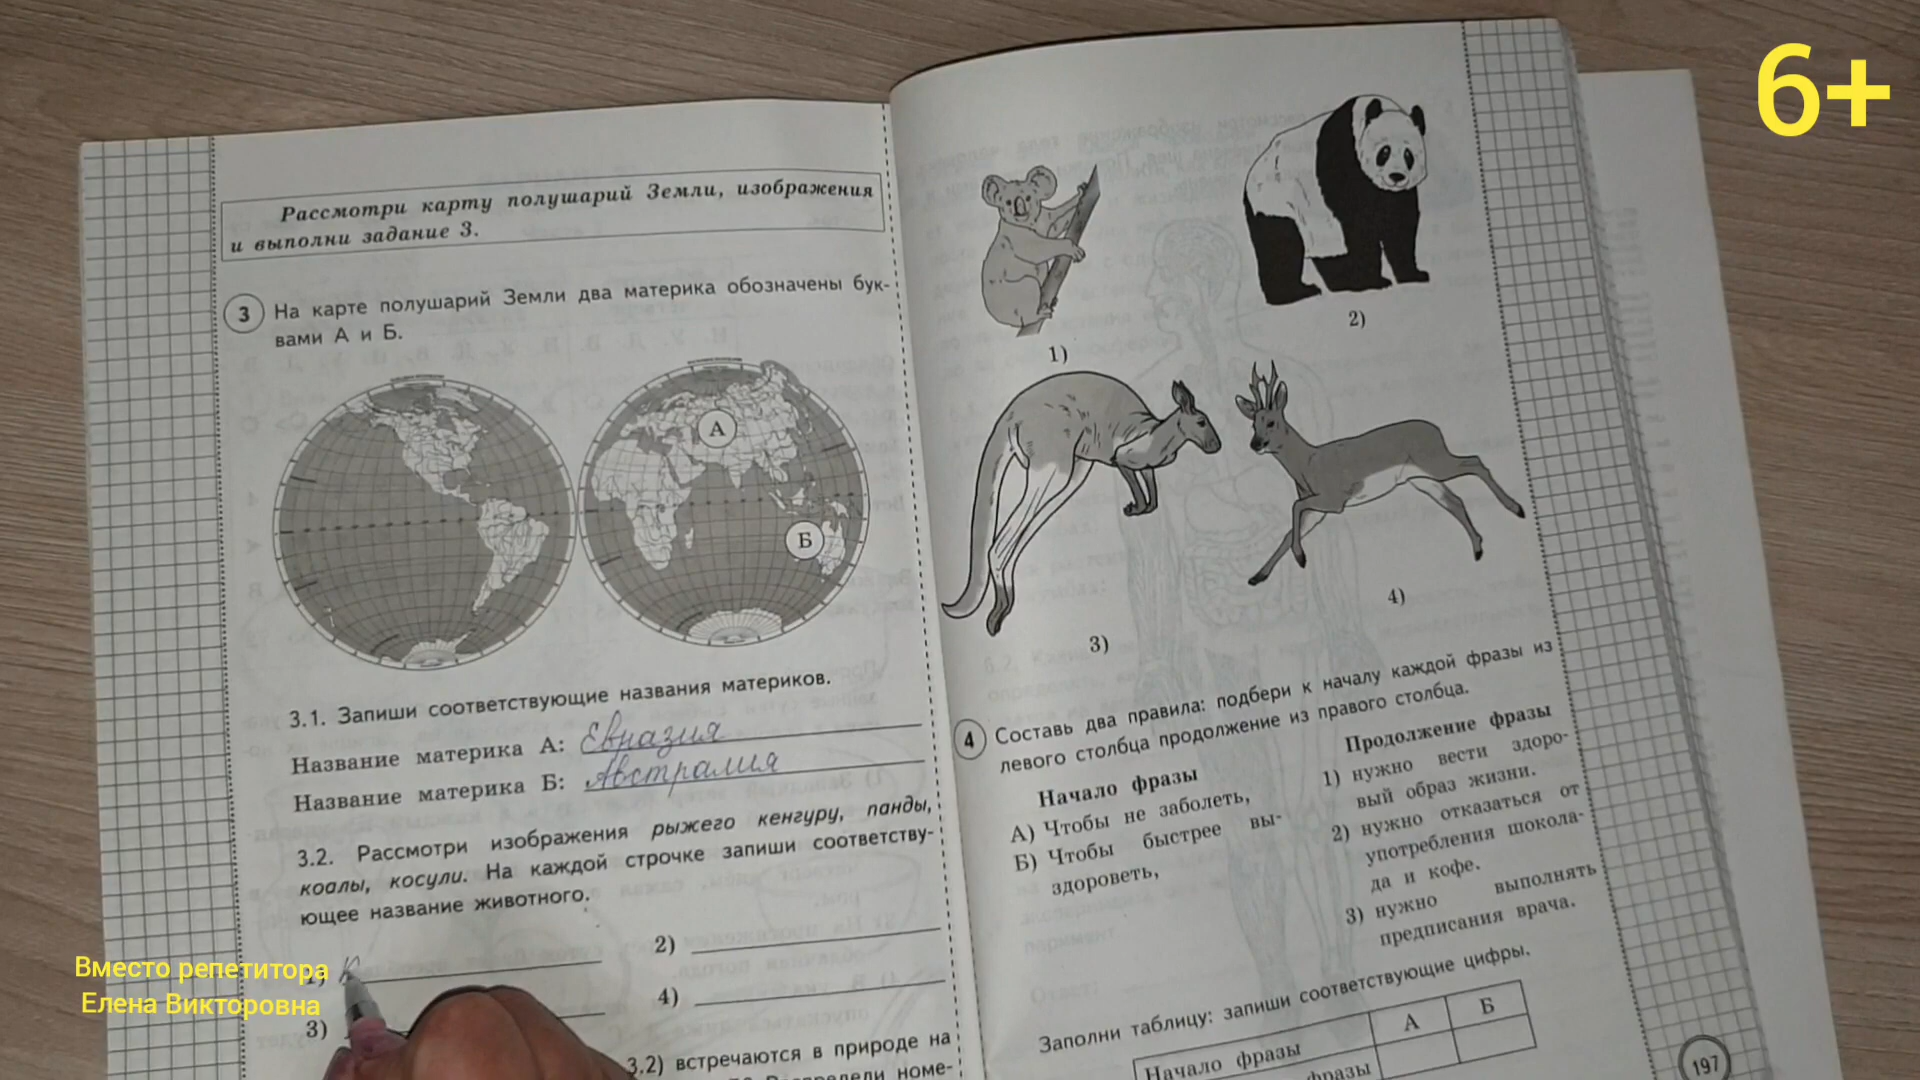 6+
Рассмотри карту полушарий Земли, изображения
и выполни задание 3.
3 На карте полушарий Земли два материка обозначены бук-
вами А и Б.
А
Б
3.1. Запиши соответствующие названия материков.
Название материка А: Евразия
Название материка Б: Австралия
3.2. Рассмотри изображения рыжего кенгуру, панды,
коалы, косули. На каждой строчке запиши соответству-
ющее название животного.
1) К
2)
3)
4)
3.2) встречаются в природе на
Вместо репетитора
Елена Викторовна
1)
2)
3)
4)
4 Составь два правила: подбери к началу каждой фразы из
левого столбца продолжение из правого столбца.
Начало фразы
А) Чтобы не заболеть,
Б) Чтобы быстрее вы-
здороветь,
Продолжение фразы
1) нужно вести здоро-
вый образ жизни.
2) нужно отказаться от
употребления шокола-
да и кофе.
3) нужно выполнять
предписания врача.
Заполни таблицу: запиши соответствующие цифры.
Начало фразы А Б
фразы
197